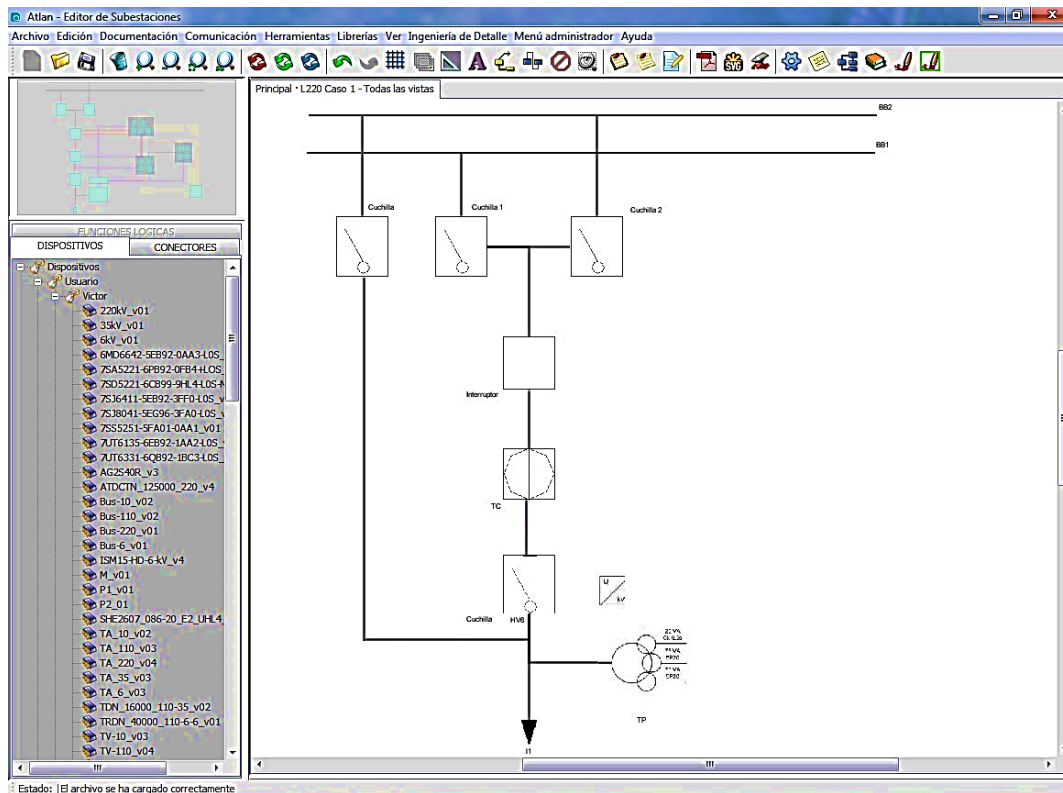 Atlan - Editor de Subestaciones
Archivo Edición Documentación Comunicación Herramientas Librerías Ver Ingeniería de Detalle Menú administrador Ayuda
PDF
SVG
Principal · L220 Caso 1 - Todas las vistas
BB2
BB1
Cuchilla
Cuchilla 1
Cuchilla 2
FUNCIONES LOGICAS
DISPOSITIVOS
CONECTORES
Dispositivos
Usuario
Victor
220kV_v01
35kV_v01
6kV_v01
6MD6642-5EB92-0AA3-L0S_
7SA5221-6PB92-0FB4+LOS_
7SD5221-6CB99-9HL4-L0S-M
7SJ6411-5EB92-3FF0-L0S_v
7SJ8041-5EG96-3FA0-L0S_v
7SS5251-5FA01-0AA1_v01
7UT6135-6EB92-1AA2-L0S_
7UT6331-6QB92-1BC3-L0S_
AG2S40R_v3
ATDCTN_125000_220_v4
Bus-10_v02
Bus-110_v02
Bus-220_v01
Bus-6_v01
ISM15-HD-6-kV_v4
M_v01
P1_v01
P2_01
SHE2607_086-20_E2_UHL4_
TA_10_v02
TA_110_v03
TA_220_v04
TA_35_v03
TA_6_v03
TDN_16000_110-35_v02
TRDN_40000_110-6-6_v01
TV-10_v03
TV-110_v04
Interruptor
TC
Cuchilla
HV6
U
kV
TP
I1
Estado: |El archivo se ha cargado correctamente